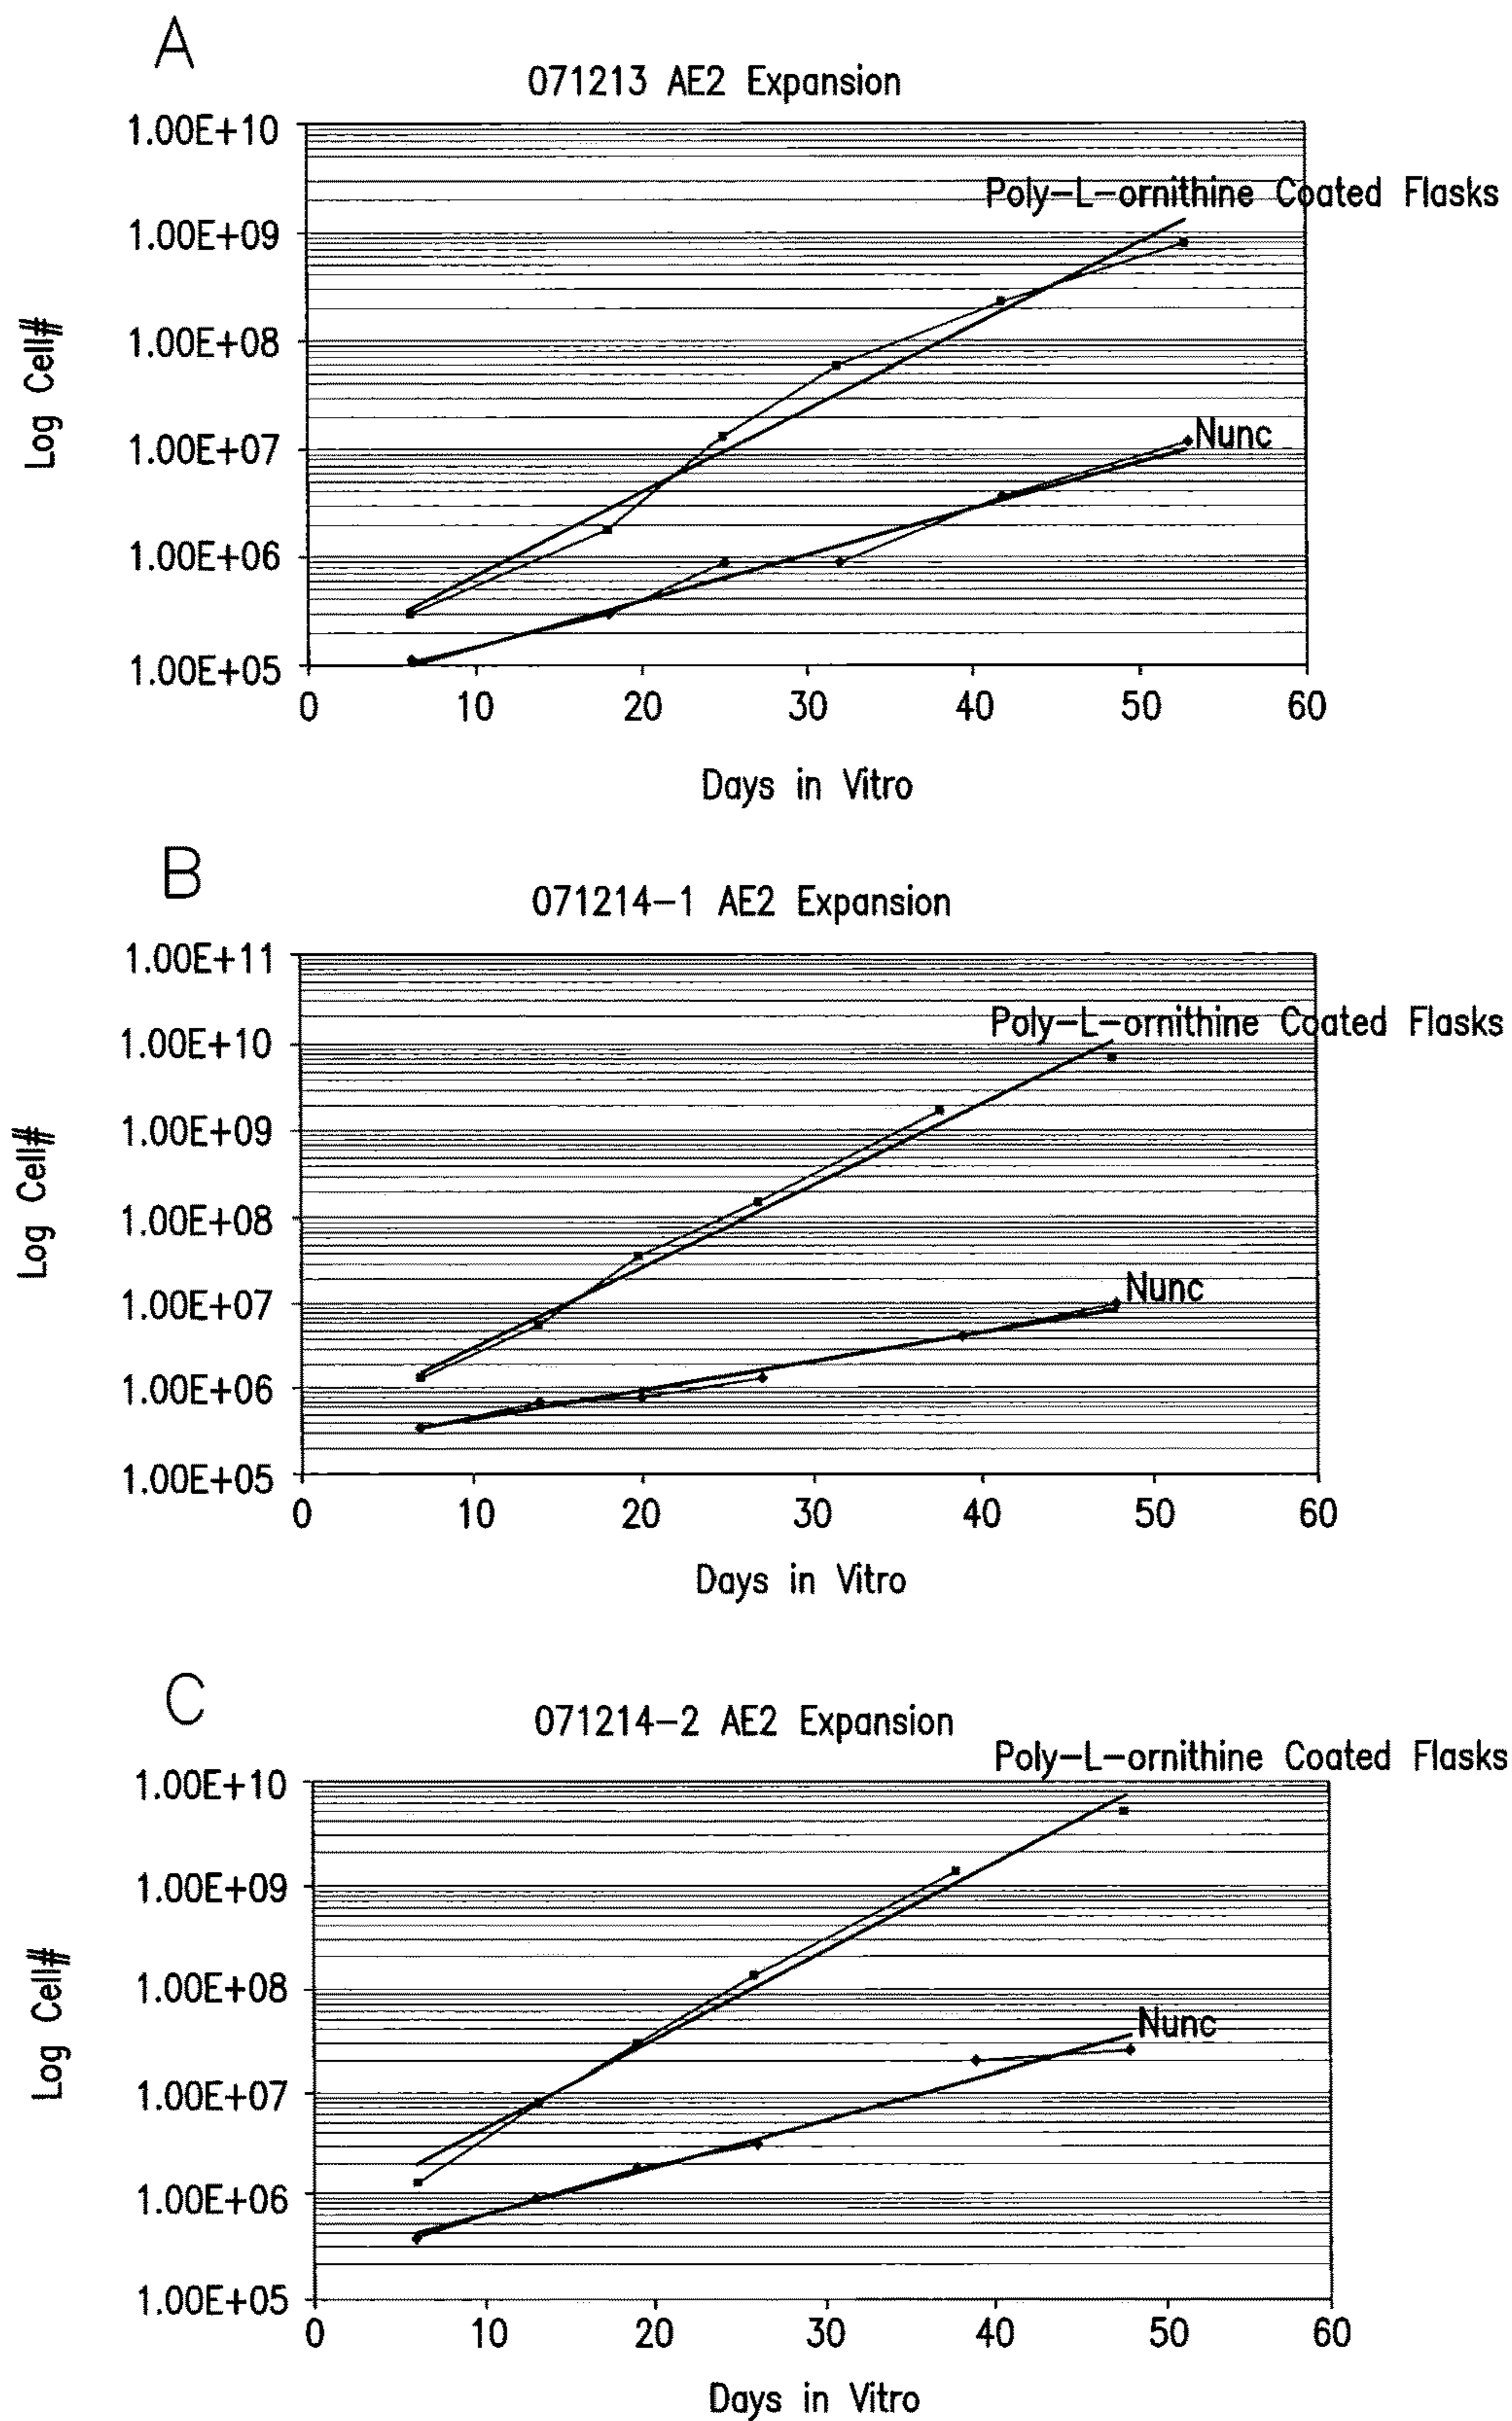 A
071213 AE2 Expansion
1.00E+10
Poly-L-ornithine Coated Flasks
1.00E+09
1.00E+08
Log Cell#
1.00E+07
Nunc
1.00E+06
1.00E+05
0 10 20 30 40 50 60
Days in Vitro
B
071214-1 AE2 Expansion
1.00E+11
Poly-L-ornithine Coated Flasks
1.00E+10
1.00E+09
Log Cell#
1.00E+08
Nunc
1.00E+07
1.00E+06
1.00E+05
0 10 20 30 40 50 60
Days in Vitro
C
071214-2 AE2 Expansion
Poly-L-ornithine Coated Flasks
1.00E+10
1.00E+09
1.00E+08
Log Cell#
Nunc
1.00E+07
1.00E+06
1.00E+05
0 10 20 30 40 50 60
Days in Vitro